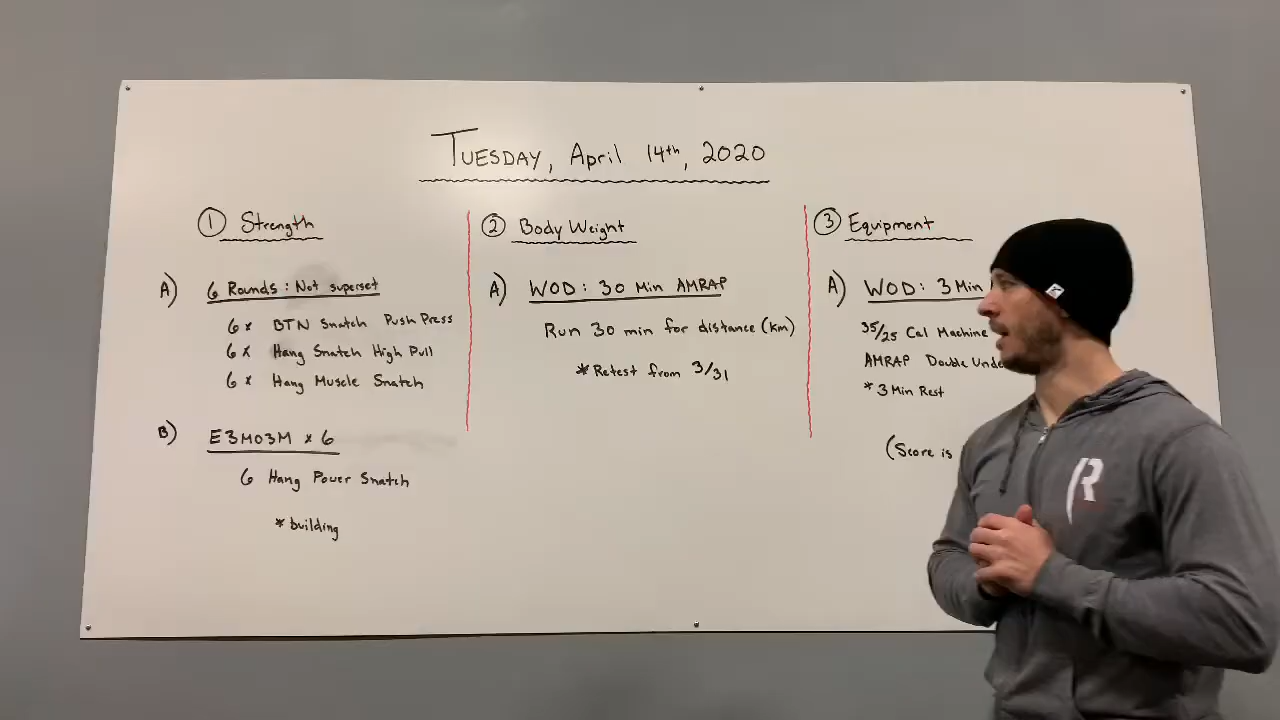 TUESDAY, April 14th, 2020
① Strength
A) 6 Rounds: Not superset
6 x BTN Snatch Push Press
6 x Hang Snatch High Pull
6 x Hang Muscle Snatch
B) E3MO3M x 6
6 Hang Power Snatch
* building
② Body Weight
A) WOD: 30 Min AMRAP
Run 30 min for distance (km)
* Retest from 3/31
③ Equipment
A) WOD: 3 Min
35/25 Cal Machine
AMRAP Double Unde
* 3 Min Rest
(Score is
R